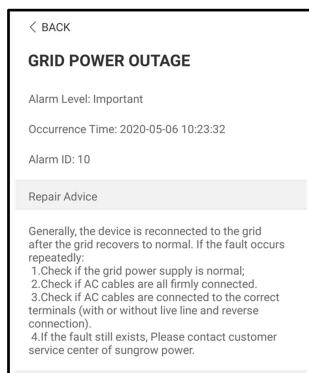 < BACK
GRID POWER OUTAGE
Alarm Level: Important
Occurrence Time: 2020-05-06 10:23:32
Alarm ID: 10
Repair Advice
Generally, the device is reconnected to the grid
after the grid recovers to normal. If the fault occurs
repeatedly:
1.Check if the grid power supply is normal;
2.Check if AC cables are all firmly connected.
3.Check if AC cables are connected to the correct
terminals (with or without live line and reverse
connection).
4.If the fault still exists, Please contact customer
service center of sungrow power.